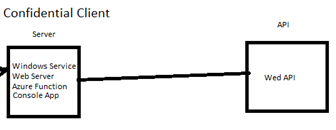 Confidential Client
Server
API
Windows Service
Web Server
Azure Function
Console App
Wed API